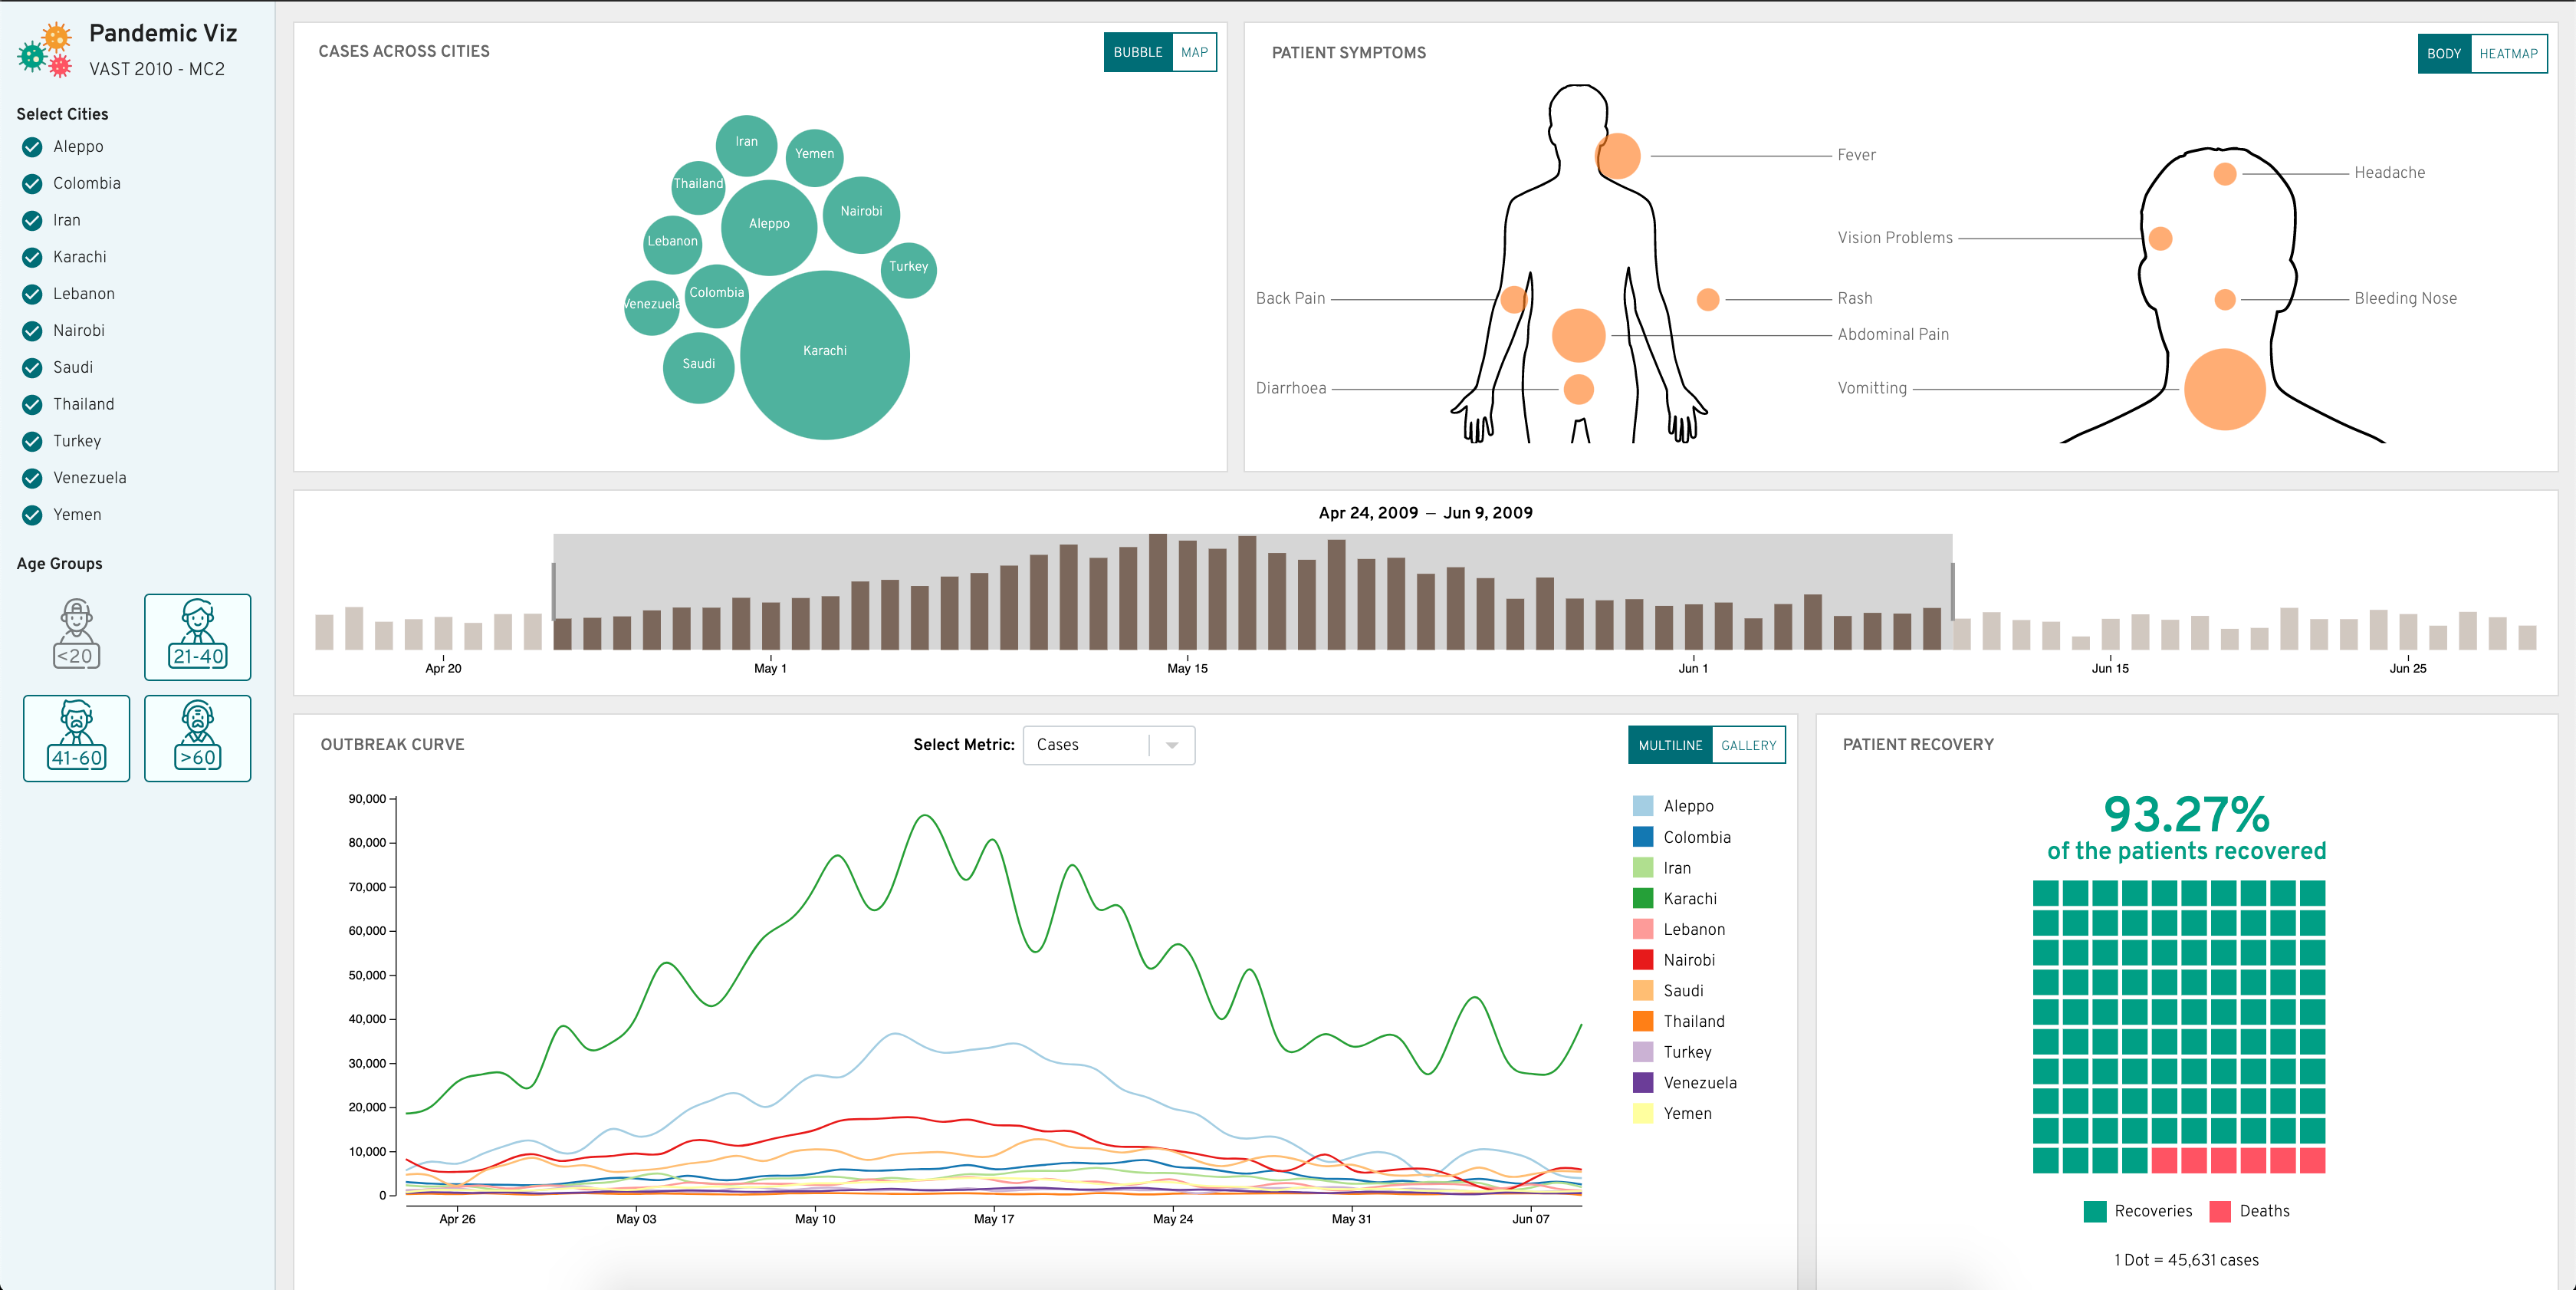 Pandemic Viz
VAST 2010 - MC2
Select Cities
Aleppo
Colombia
Iran
Karachi
Lebanon
Nairobi
Saudi
Thailand
Turkey
Venezuela
Yemen
Age Groups
<20
21-40
41-60
>60
CASES ACROSS CITIES
BUBBLE MAP
Iran
Yemen
Thailand
Nairobi
Aleppo
Lebanon
Turkey
Colombia
Venezuela
Karachi
Saudi
PATIENT SYMPTOMS
BODY HEATMAP
Fever
Headache
Vision Problems
Back Pain
Rash
Bleeding Nose
Abdominal Pain
Diarrhoea
Vomitting
Apr 24, 2009 — Jun 9, 2009
Apr 20 May 1 May 15 Jun 1 Jun 15 Jun 25
OUTBREAK CURVE
Select Metric: Cases
MULTILINE GALLERY
90,000
80,000
70,000
60,000
50,000
40,000
30,000
20,000
10,000
0
Apr 26 May 03 May 10 May 17 May 24 May 31 Jun 07
Aleppo
Colombia
Iran
Karachi
Lebanon
Nairobi
Saudi
Thailand
Turkey
Venezuela
Yemen
PATIENT RECOVERY
93.27%
of the patients recovered
Recoveries Deaths
1 Dot = 45,631 cases